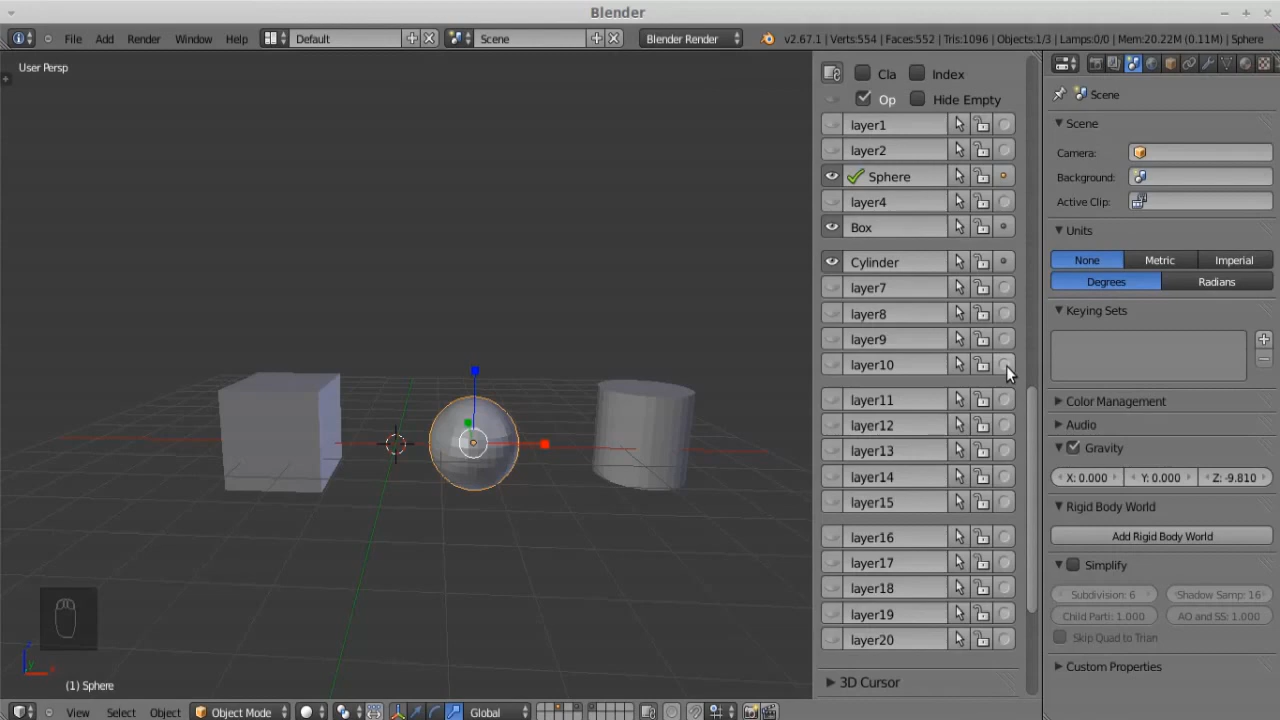 Blender
File Add Render Window Help Default Scene Blender Render v2.67.1 | Verts:554 | Faces:552 | Tris:1096 | Objects:1/3 | Lamps:0/0 | Mem:20.22M (0.11M) | Sphere
User Persp
Cla Index
Op Hide Empty
layer1
layer2
Sphere
layer4
Box
Cylinder
layer7
layer8
layer9
layer10
layer11
layer12
layer13
layer14
layer15
layer16
layer17
layer18
layer19
layer20
3D Cursor
Scene
Scene
Camera:
Background:
Active Clip:
Units
None Metric Imperial
Degrees Radians
Keying Sets
Color Management
Audio
Gravity
X: 0.000 Y: 0.000 Z: -9.810
Rigid Body World
Add Rigid Body World
Simplify
Subdivision: 6 Shadow Samp: 16
Child Parti: 1.000 AO and SS: 1.000
Skip Quad to Trian
Custom Properties
z
y
x
(1) Sphere
View Select Object Object Mode Global